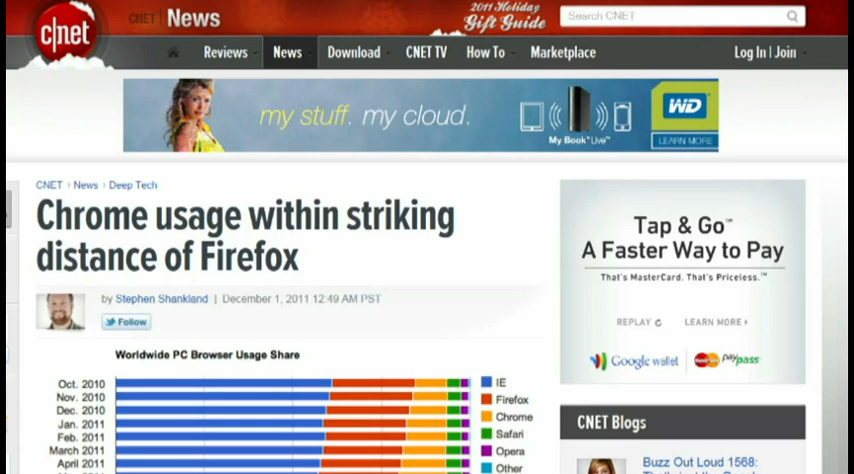 c|net
CNET News
2011 Holiday
Gift Guide
Search CNET
Reviews News Download CNET TV How To Marketplace Log In | Join
my stuff. my cloud.
My Book® Live™
WD
LEARN MORE
CNET › News › Deep Tech
Chrome usage within striking
distance of Firefox
by Stephen Shankland | December 1, 2011 12:49 AM PST
Follow
Tap & Go™
A Faster Way to Pay
That's MasterCard. That's Priceless.™
REPLAY LEARN MORE ›
Google wallet MasterCard PayPass
Worldwide PC Browser Usage Share
Oct. 2010
Nov. 2010
Dec. 2010
Jan. 2011
Feb. 2011
March 2011
April 2011
IE
Firefox
Chrome
Safari
Opera
Other
CNET Blogs
Buzz Out Loud 1568: